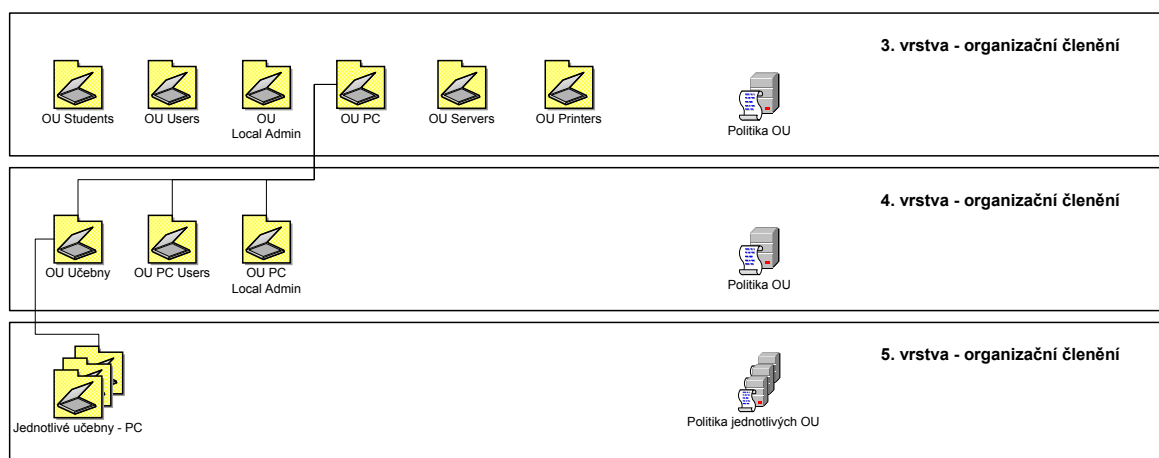 3. vrstva - organizační členění
OU Students
OU Users
OU
Local Admin
OU PC
OU Servers
OU Printers
Politika OU
4. vrstva - organizační členění
OU Učebny
OU PC Users
OU PC
Local Admin
Politika OU
5. vrstva - organizační členění
Jednotlivé učebny - PC
Politika jednotlivých OU